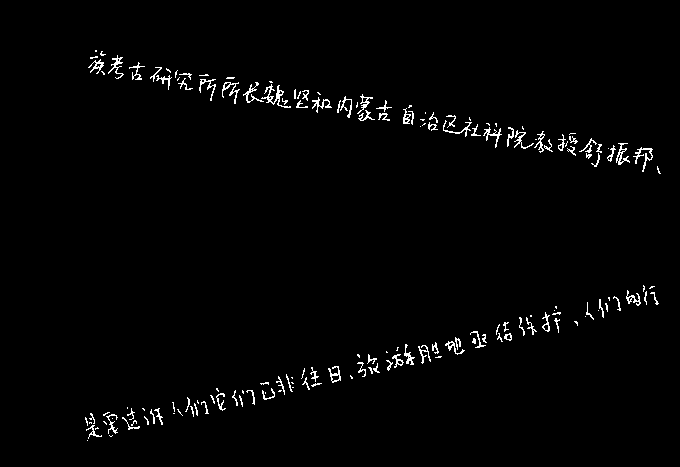 族考古研究所所长魏坚和内蒙古自治区社科院教授舒振邦、
是要告诉人们它们已非往日、旅游胜地亟待保护、人们的行